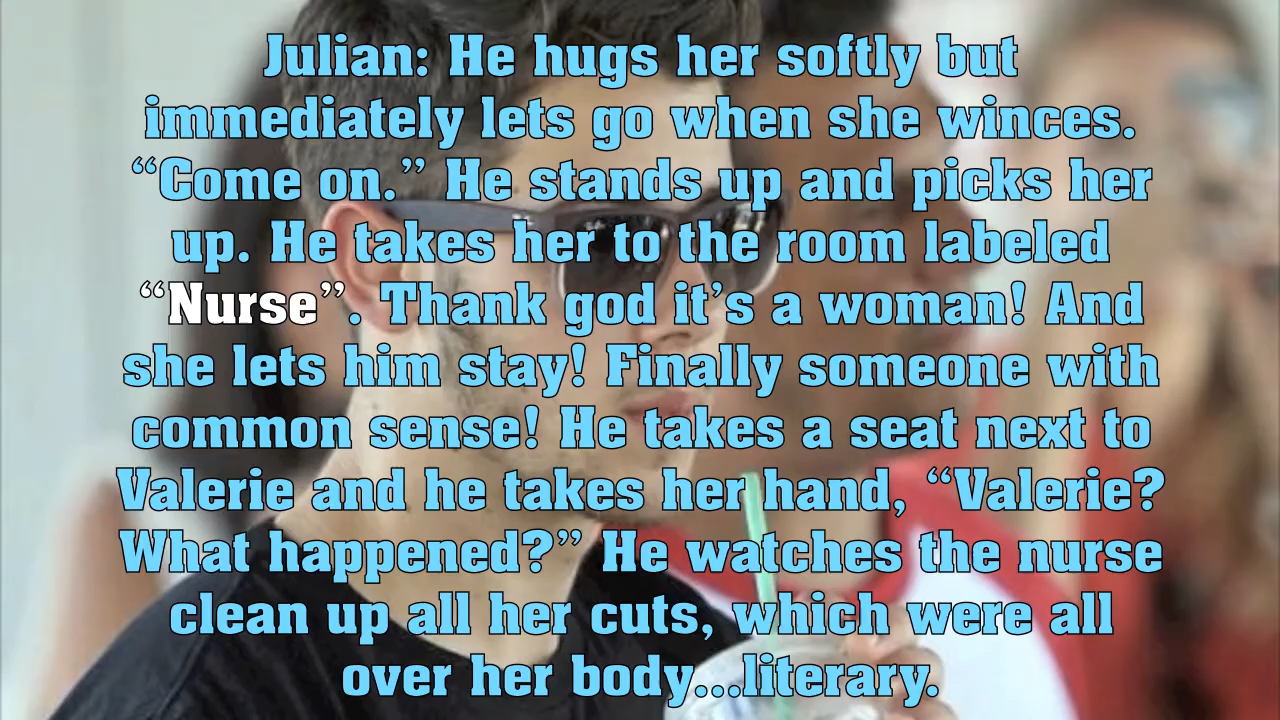 Julian: He hugs her softly but
immediately lets go when she winces.
“Come on.” He stands up and picks her
up. He takes her to the room labeled
“Nurse”. Thank god it’s a woman! And
she lets him stay! Finally someone with
common sense! He takes a seat next to
Valerie and he takes her hand, “Valerie?
What happened?” He watches the nurse
clean up all her cuts, which were all
over her body...literary.